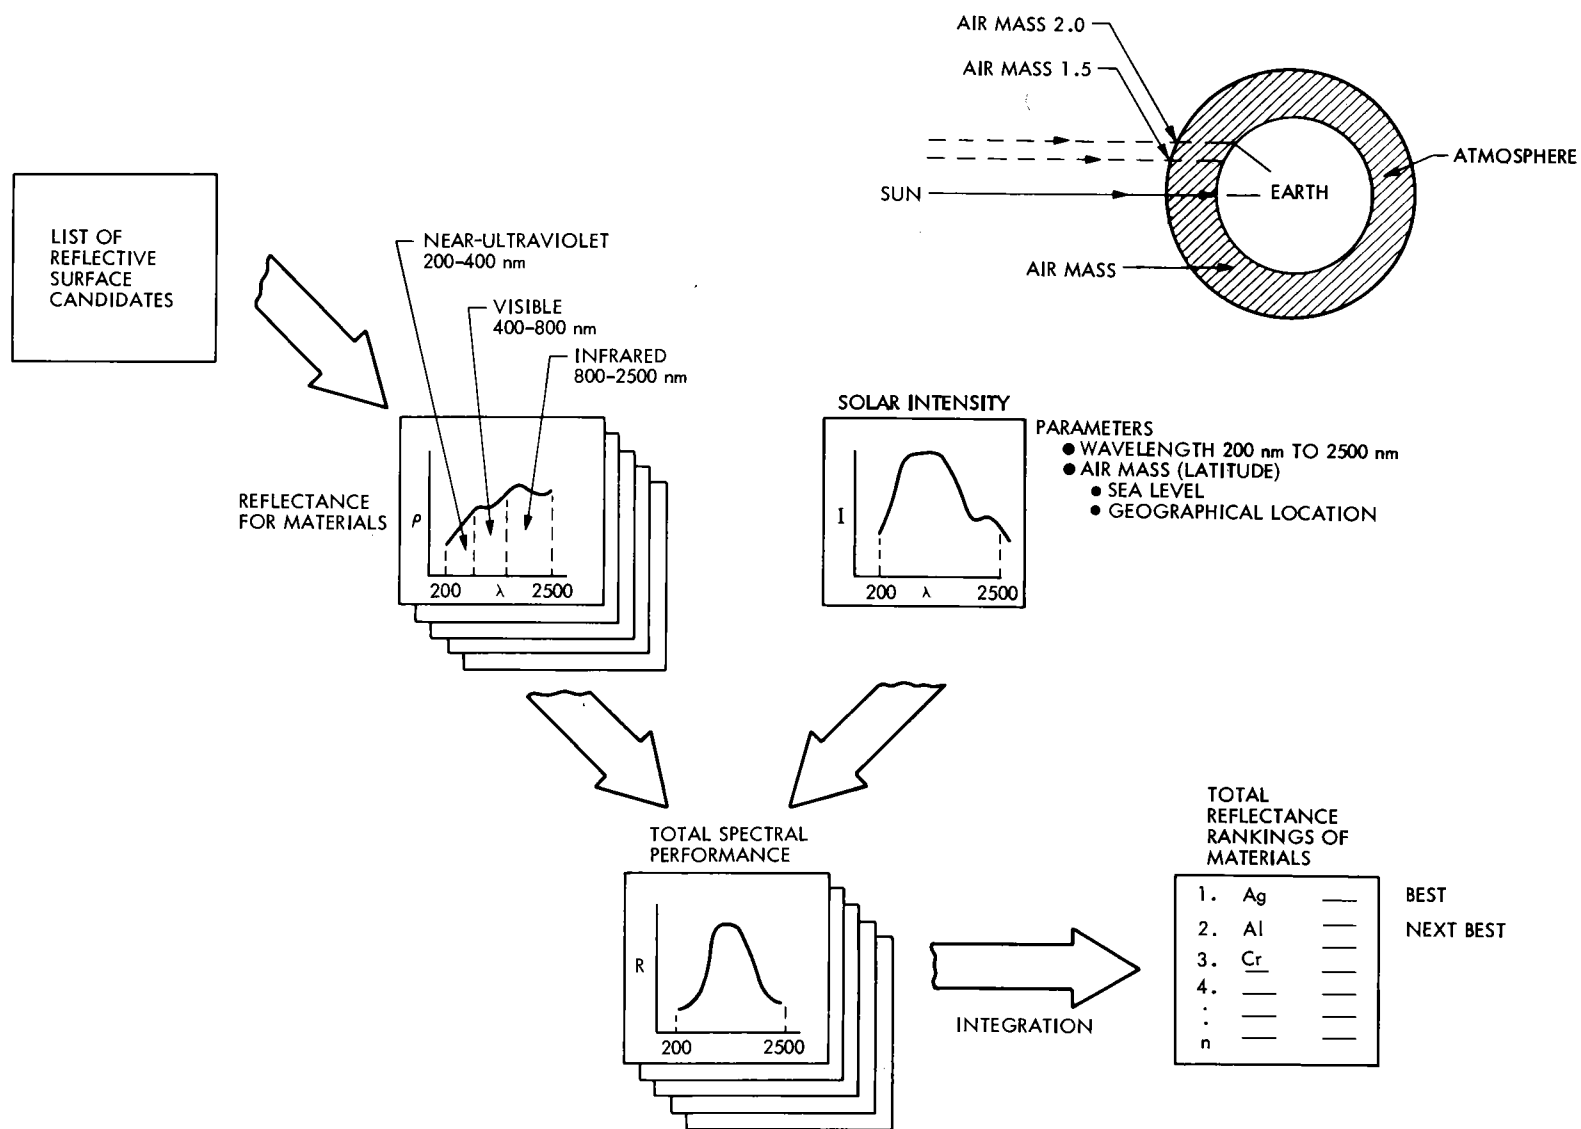 AIR MASS 2.0
AIR MASS 1.5
ATMOSPHERE
SUN
EARTH
AIR MASS
LIST OF
REFLECTIVE
SURFACE
CANDIDATES
NEAR-ULTRAVIOLET
200-400 nm
VISIBLE
400-800 nm
INFRARED
800-2500 nm
REFLECTANCE
FOR MATERIALS
ρ
200 λ 2500
SOLAR INTENSITY
I
200 λ 2500
PARAMETERS
● WAVELENGTH 200 nm TO 2500 nm
● AIR MASS (LATITUDE)
● SEA LEVEL
● GEOGRAPHICAL LOCATION
TOTAL SPECTRAL
PERFORMANCE
R
200 2500
INTEGRATION
TOTAL
REFLECTANCE
RANKINGS OF
MATERIALS
1. Ag BEST
2. Al NEXT BEST
3. Cr
4.
.
.
n